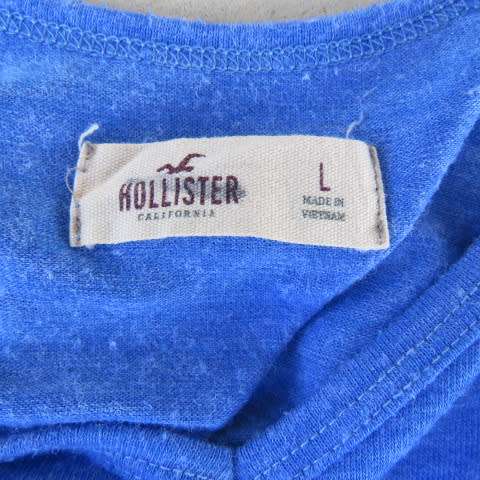 HOLLISTER
CALIFORNIA
L
MADE IN
VIETNAM